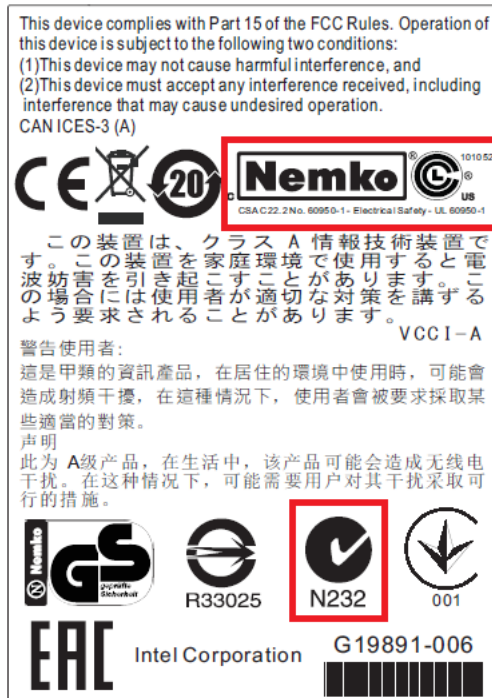 This device complies with Part 15 of the FCC Rules. Operation of
this device is subject to the following two conditions:
(1)This device may not cause harmful interference, and
(2)This device must accept any interference received, including
interference that may cause undesired operation.
CAN ICES-3 (A)
CE 20 C Nemko ® 101052 ® US
CSA C22.2 No. 60950-1 - Electrical Safety - UL 60950-1
この装置は、クラス A 情報技術装置で
す。この装置を家庭環境で使用すると電
波妨害を引き起こすことがあります。こ
の場合には使用者が適切な対策を講ずる
よう要求されることがあります。
VCCI-A
警告使用者:
這是甲類的資訊產品，在居住的環境中使用時，可能會
造成射頻干擾，在這種情況下，使用者會被要求採取某
些適當的對策。
声明
此为 A级产品，在生活中，该产品可能会造成无线电
干扰。在这种情况下，可能需要用户对其干扰采取可
行的措施。
N Nemko GS geprüfte Sicherheit
R33025 N232 001
EAC Intel Corporation G19891-006